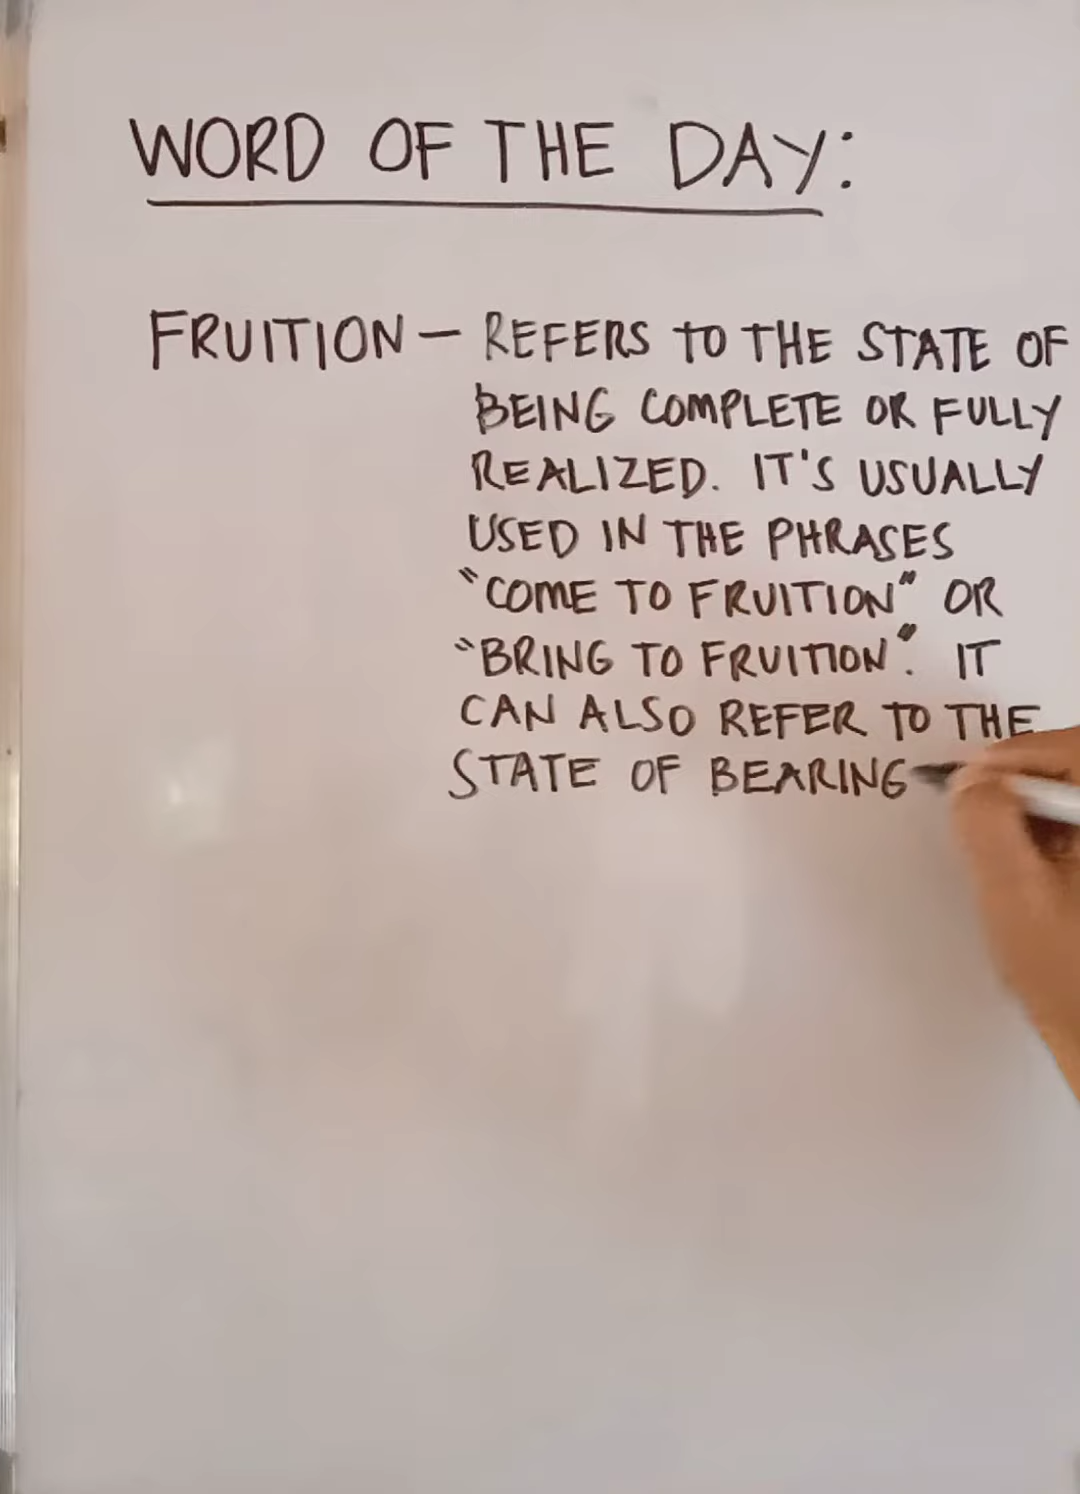 WORD OF THE DAY:
FRUITION – REFERS TO THE STATE OF
BEING COMPLETE OR FULLY
REALIZED. IT'S USUALLY
USED IN THE PHRASES
"COME TO FRUITION" OR
"BRING TO FRUITION". IT
CAN ALSO REFER TO THE
STATE OF BEARING